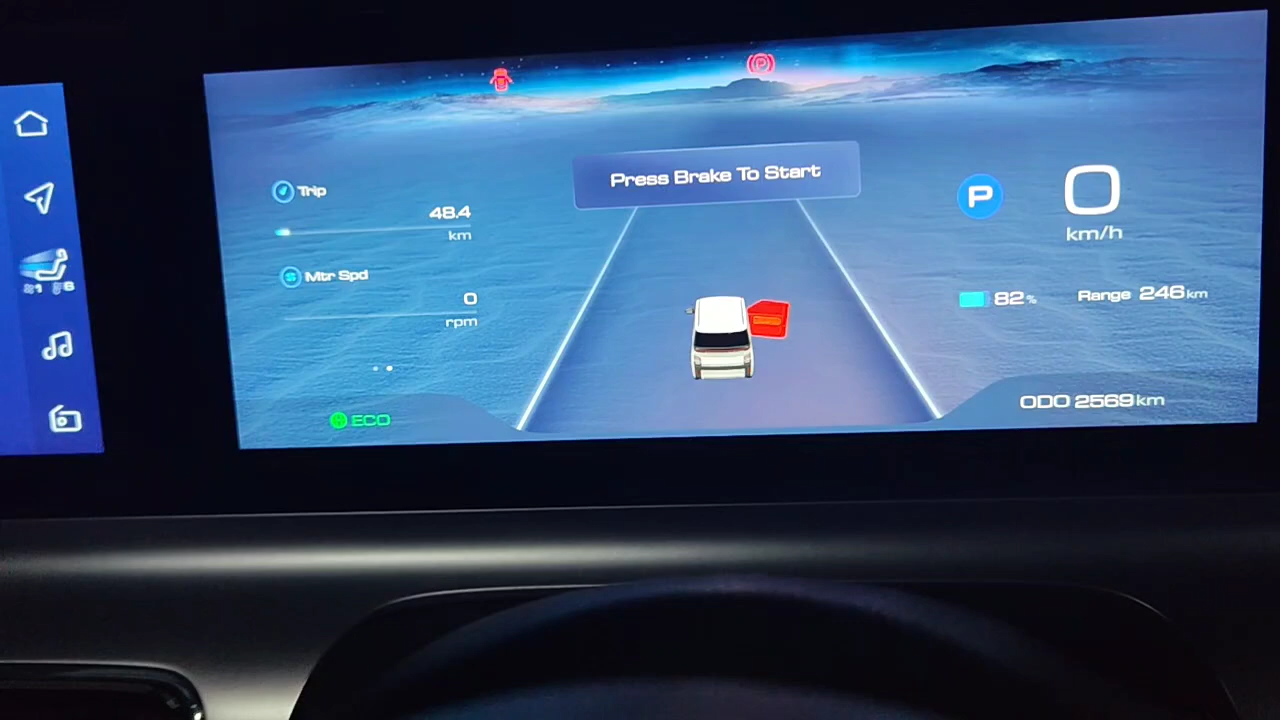 Press Brake To Start
Trip
48.4
km
Mtr Spd
0
rpm
ECO
P
0
km/h
82%
Range 246km
ODO 2569km